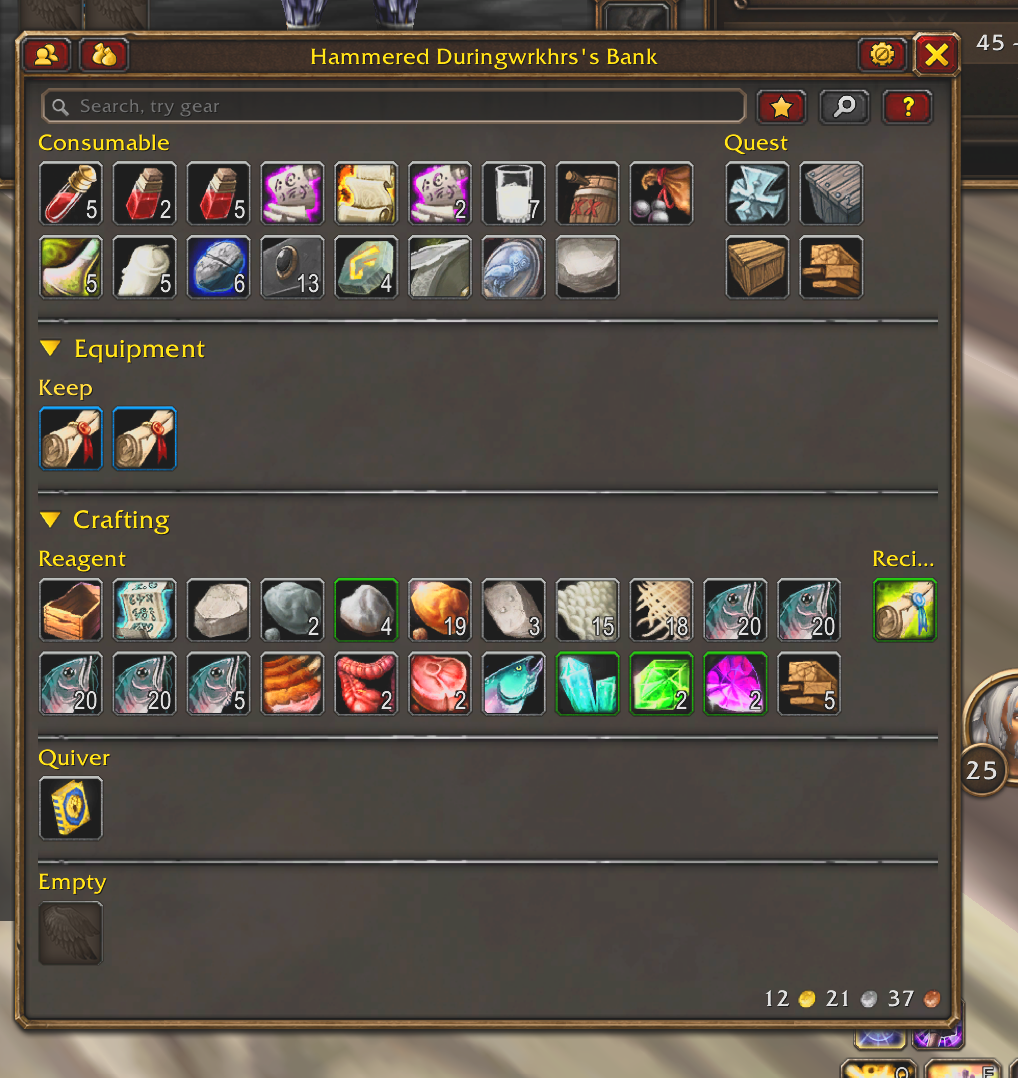 Hammered Duringwrkhrs's Bank
45 -
Search, try gear
?
Consumable
Quest
5 2 5 2 7
5 5 6 13 4
Equipment
Keep
Crafting
Reagent
Reci...
2 4 19 3 15 18 20 20
20 20 5 2 2 2 2 5
Quiver
25
Empty
12 21 37